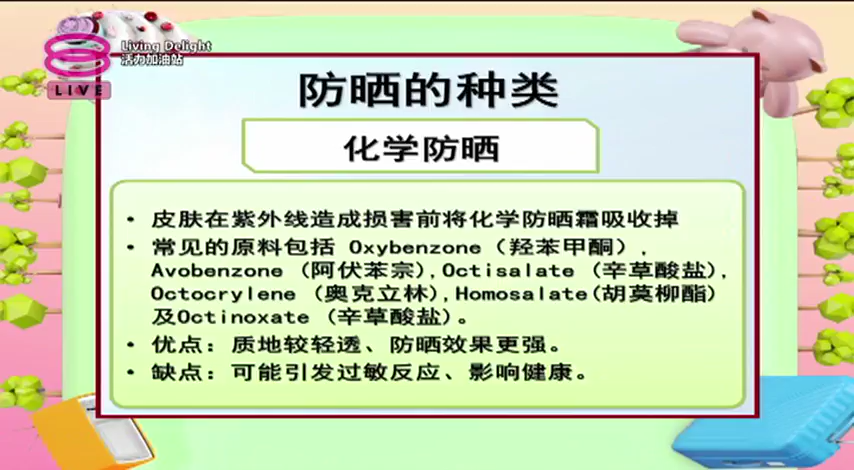 Living Delight
活力加油站
LIVE
防晒的种类
化学防晒
• 皮肤在紫外线造成损害前将化学防晒霜吸收掉
• 常见的原料包括 Oxybenzone（羟苯甲酮）,
Avobenzone（阿伏苯宗）,Octisalate（辛草酸盐）,
Octocrylene（奥克立林）,Homosalate(胡莫柳酯)
及Octinoxate（辛草酸盐）。
• 优点：质地较轻透、防晒效果更强。
• 缺点：可能引发过敏反应、影响健康。